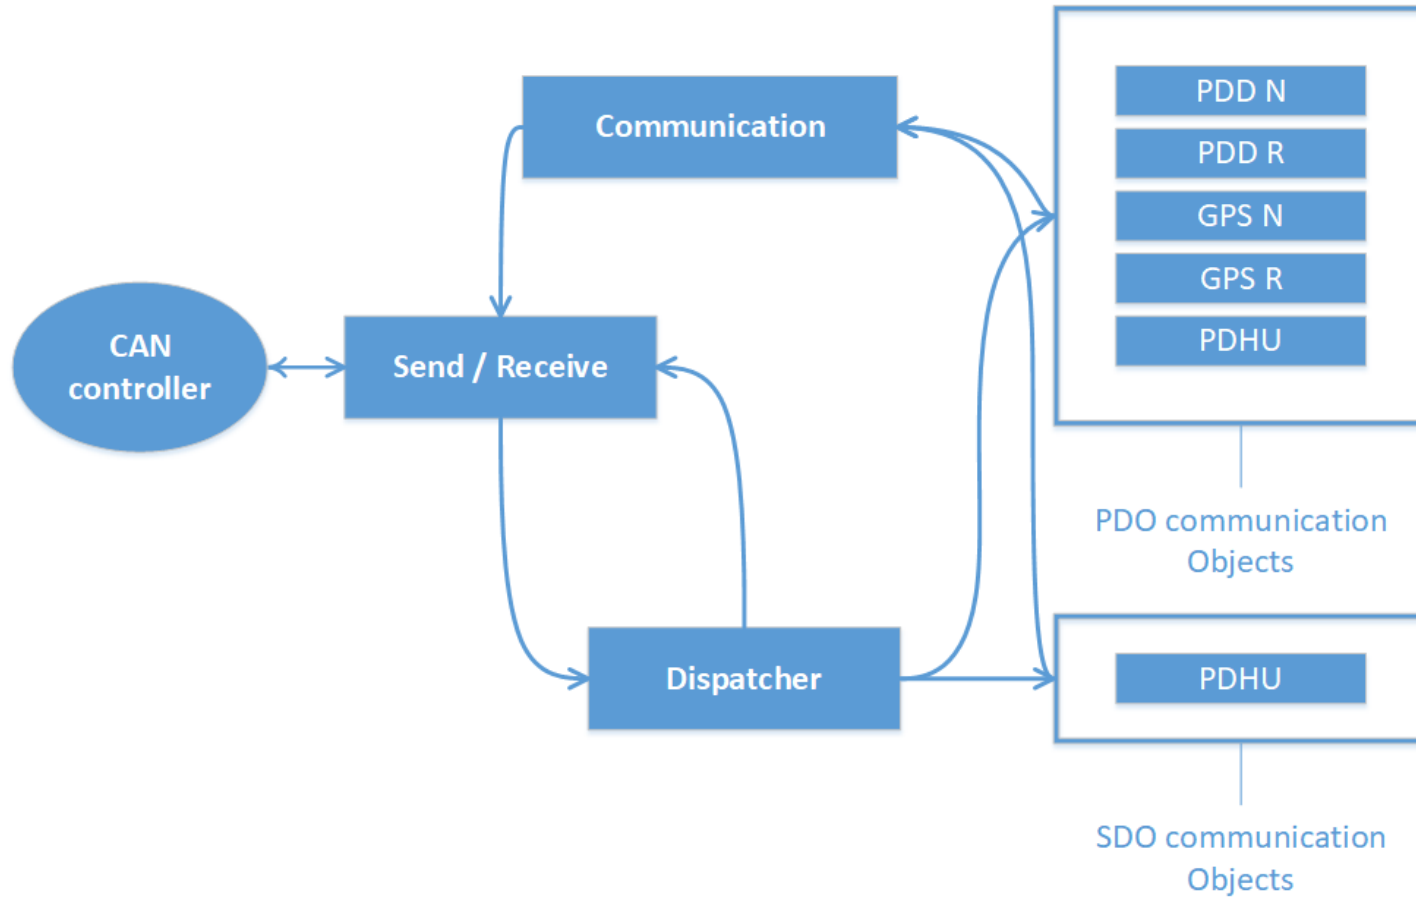 Communication
CAN
controller
Send / Receive
Dispatcher
PDD N
PDD R
GPS N
GPS R
PDHU
PDO communication
Objects
PDHU
SDO communication
Objects